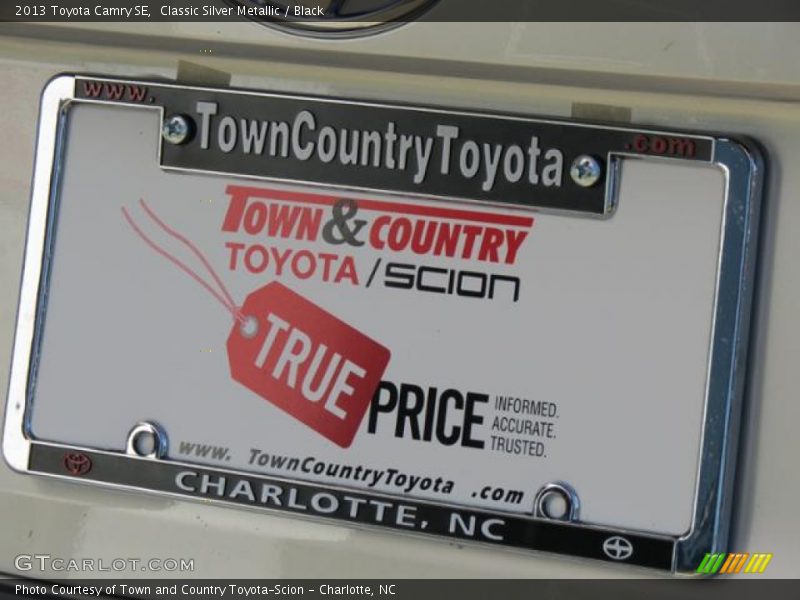 2013 Toyota Camry SE,  Classic Silver Metallic / Black
www. TownCountryToyota .com
TOWN & COUNTRY
TOYOTA / SCION
TRUE PRICE
INFORMED.
ACCURATE.
TRUSTED.
www. TownCountryToyota .com
CHARLOTTE, NC
GTCARLOT.COM
Photo Courtesy of Town and Country Toyota-Scion - Charlotte, NC